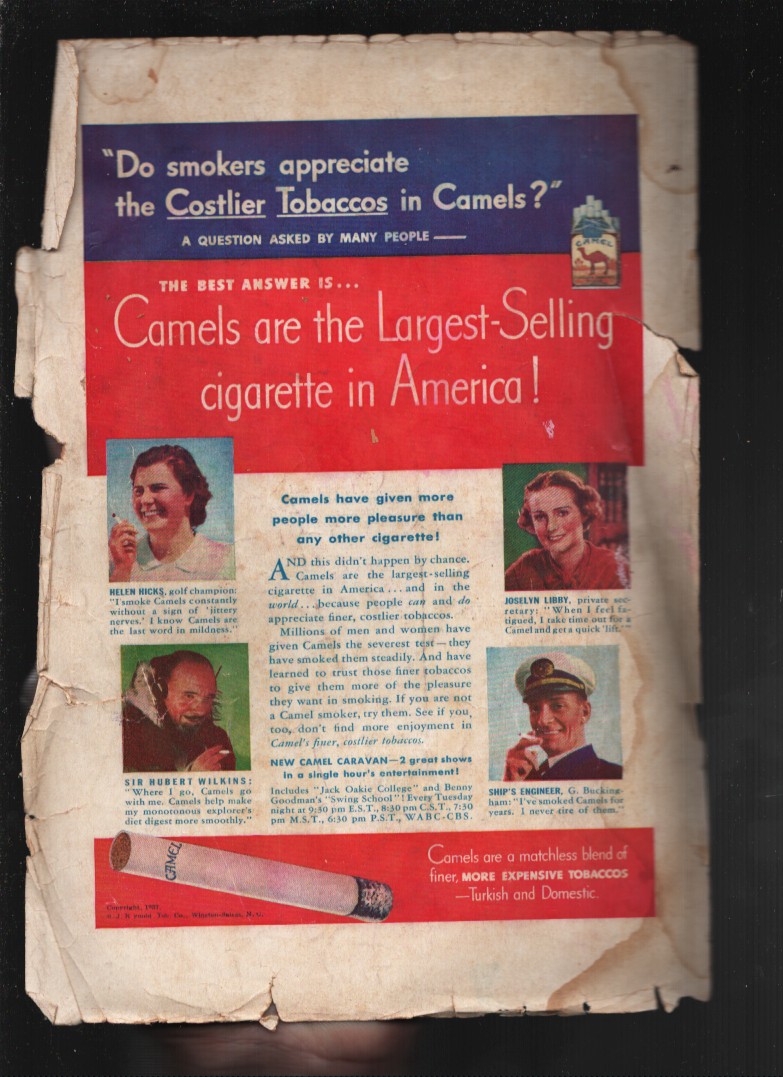 "Do smokers appreciate
the Costlier Tobaccos in Camels?"
A QUESTION ASKED BY MANY PEOPLE —
CAMEL
THE BEST ANSWER IS...
Camels are the Largest-Selling
cigarette in America!
HELEN HICKS, golf champion:
"I smoke Camels constantly
without a sign of 'jittery
nerves.' I know Camels are
the last word in mildness."
SIR HUBERT WILKINS:
"Where I go, Camels go
with me. Camels help make
my monotonous explorer's
diet digest more smoothly."
Camels have given more
people more pleasure than
any other cigarette!
AND this didn't happen by chance.
Camels are the largest-selling
cigarette in America...and in the
world...because people can and do
appreciate finer, costlier tobaccos.
Millions of men and women have
given Camels the severest test—they
have smoked them steadily. And have
learned to trust those finer tobaccos
to give them more of the pleasure
they want in smoking. If you are not
a Camel smoker, try them. See if you,
too, don't find more enjoyment in
Camel's finer, costlier tobaccos.
NEW CAMEL CARAVAN—2 great shows
in a single hour's entertainment!
Includes "Jack Oakie College" and Benny
Goodman's "Swing School"! Every Tuesday
night at 9:30 pm E.S.T., 8:30 pm C.S.T., 7:30
pm M.S.T., 6:30 pm P.S.T., WABC-CBS.
JOSELYN LIBBY, private sec-
retary: "When I feel fa-
tigued, I take time out for a
Camel and get a quick 'lift.'"
SHIP'S ENGINEER, G. Bucking-
ham: "I've smoked Camels for
years. I never tire of them."
CAMEL
Copyright, 1937,
Tob. Co., Winston-Salem, N. C.
Camels are a matchless blend of
finer, MORE EXPENSIVE TOBACCOS
—Turkish and Domestic.